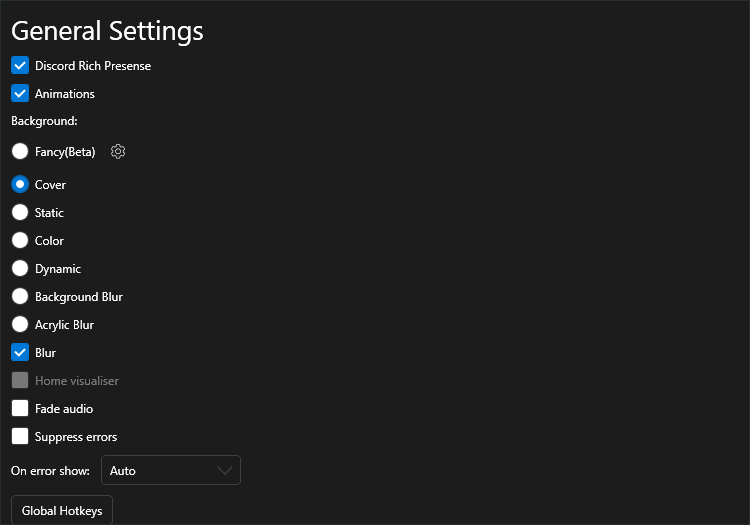 General Settings
Discord Rich Presense
Animations
Background:
Fancy(Beta)
Cover
Static
Color
Dynamic
Background Blur
Acrylic Blur
Blur
Home visualiser
Fade audio
Suppress errors
On error show: Auto
Global Hotkeys